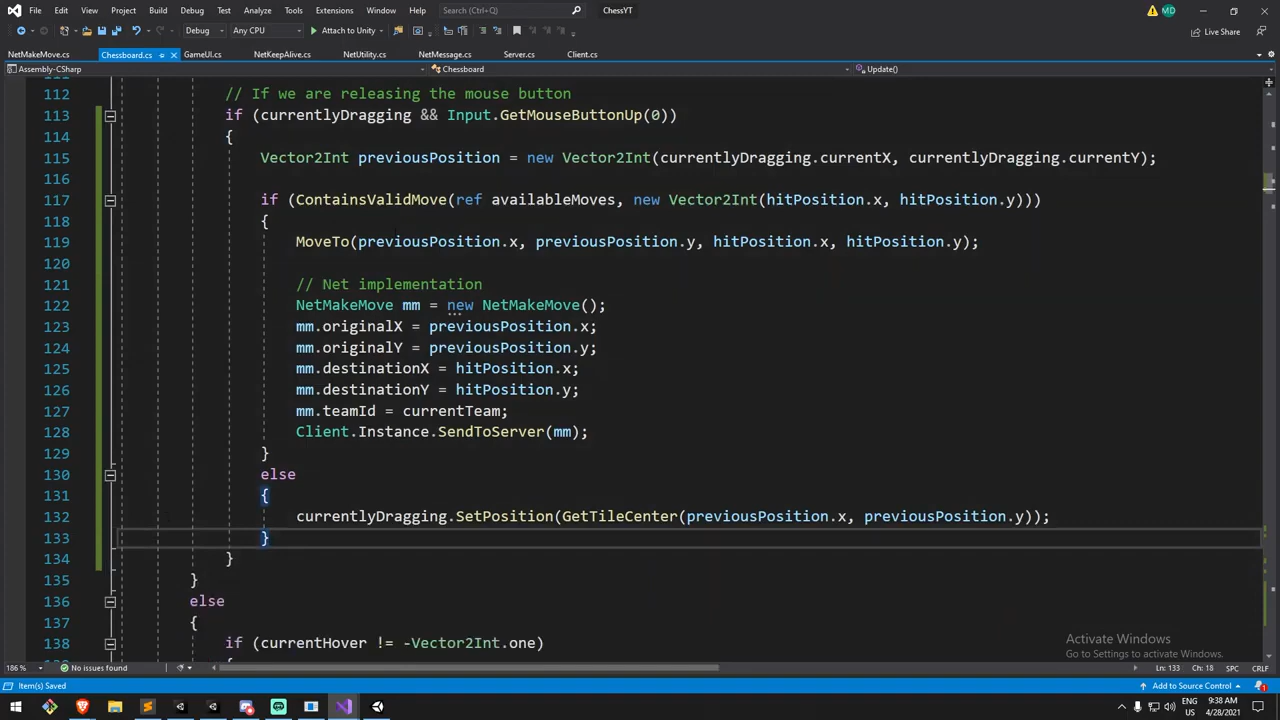 File Edit View Git Project Build Debug Test Analyze Tools Extensions Window Help Search (Ctrl+Q) ChessYT MD
Debug Any CPU Attach to Unity Live Share
NetMakeMove.cs Chessboard.cs GameUI.cs NetKeepAlive.cs NetUtility.cs NetMessage.cs Server.cs Client.cs
Assembly-CSharp Chessboard Update()
112 // If we are releasing the mouse button
113 if (currentlyDragging && Input.GetMouseButtonUp(0))
114 {
115 Vector2Int previousPosition = new Vector2Int(currentlyDragging.currentX, currentlyDragging.currentY);
116
117 if (ContainsValidMove(ref availableMoves, new Vector2Int(hitPosition.x, hitPosition.y)))
118 {
119 MoveTo(previousPosition.x, previousPosition.y, hitPosition.x, hitPosition.y);
120
121 // Net implementation
122 NetMakeMove mm = new NetMakeMove();
123 mm.originalX = previousPosition.x;
124 mm.originalY = previousPosition.y;
125 mm.destinationX = hitPosition.x;
126 mm.destinationY = hitPosition.y;
127 mm.teamId = currentTeam;
128 Client.Instance.SendToServer(mm);
129 }
130 else
131 {
132 currentlyDragging.SetPosition(GetTileCenter(previousPosition.x, previousPosition.y));
133 }
134 }
135 }
136 else
137 {
138 if (currentHover != -Vector2Int.one)
Activate Windows
Go to Settings to activate Windows.
186 % No issues found Ln: 133 Ch: 18 SPC CRLF
Item(s) Saved Add to Source Control 1
ENG 9:38 AM
US 4/28/2021